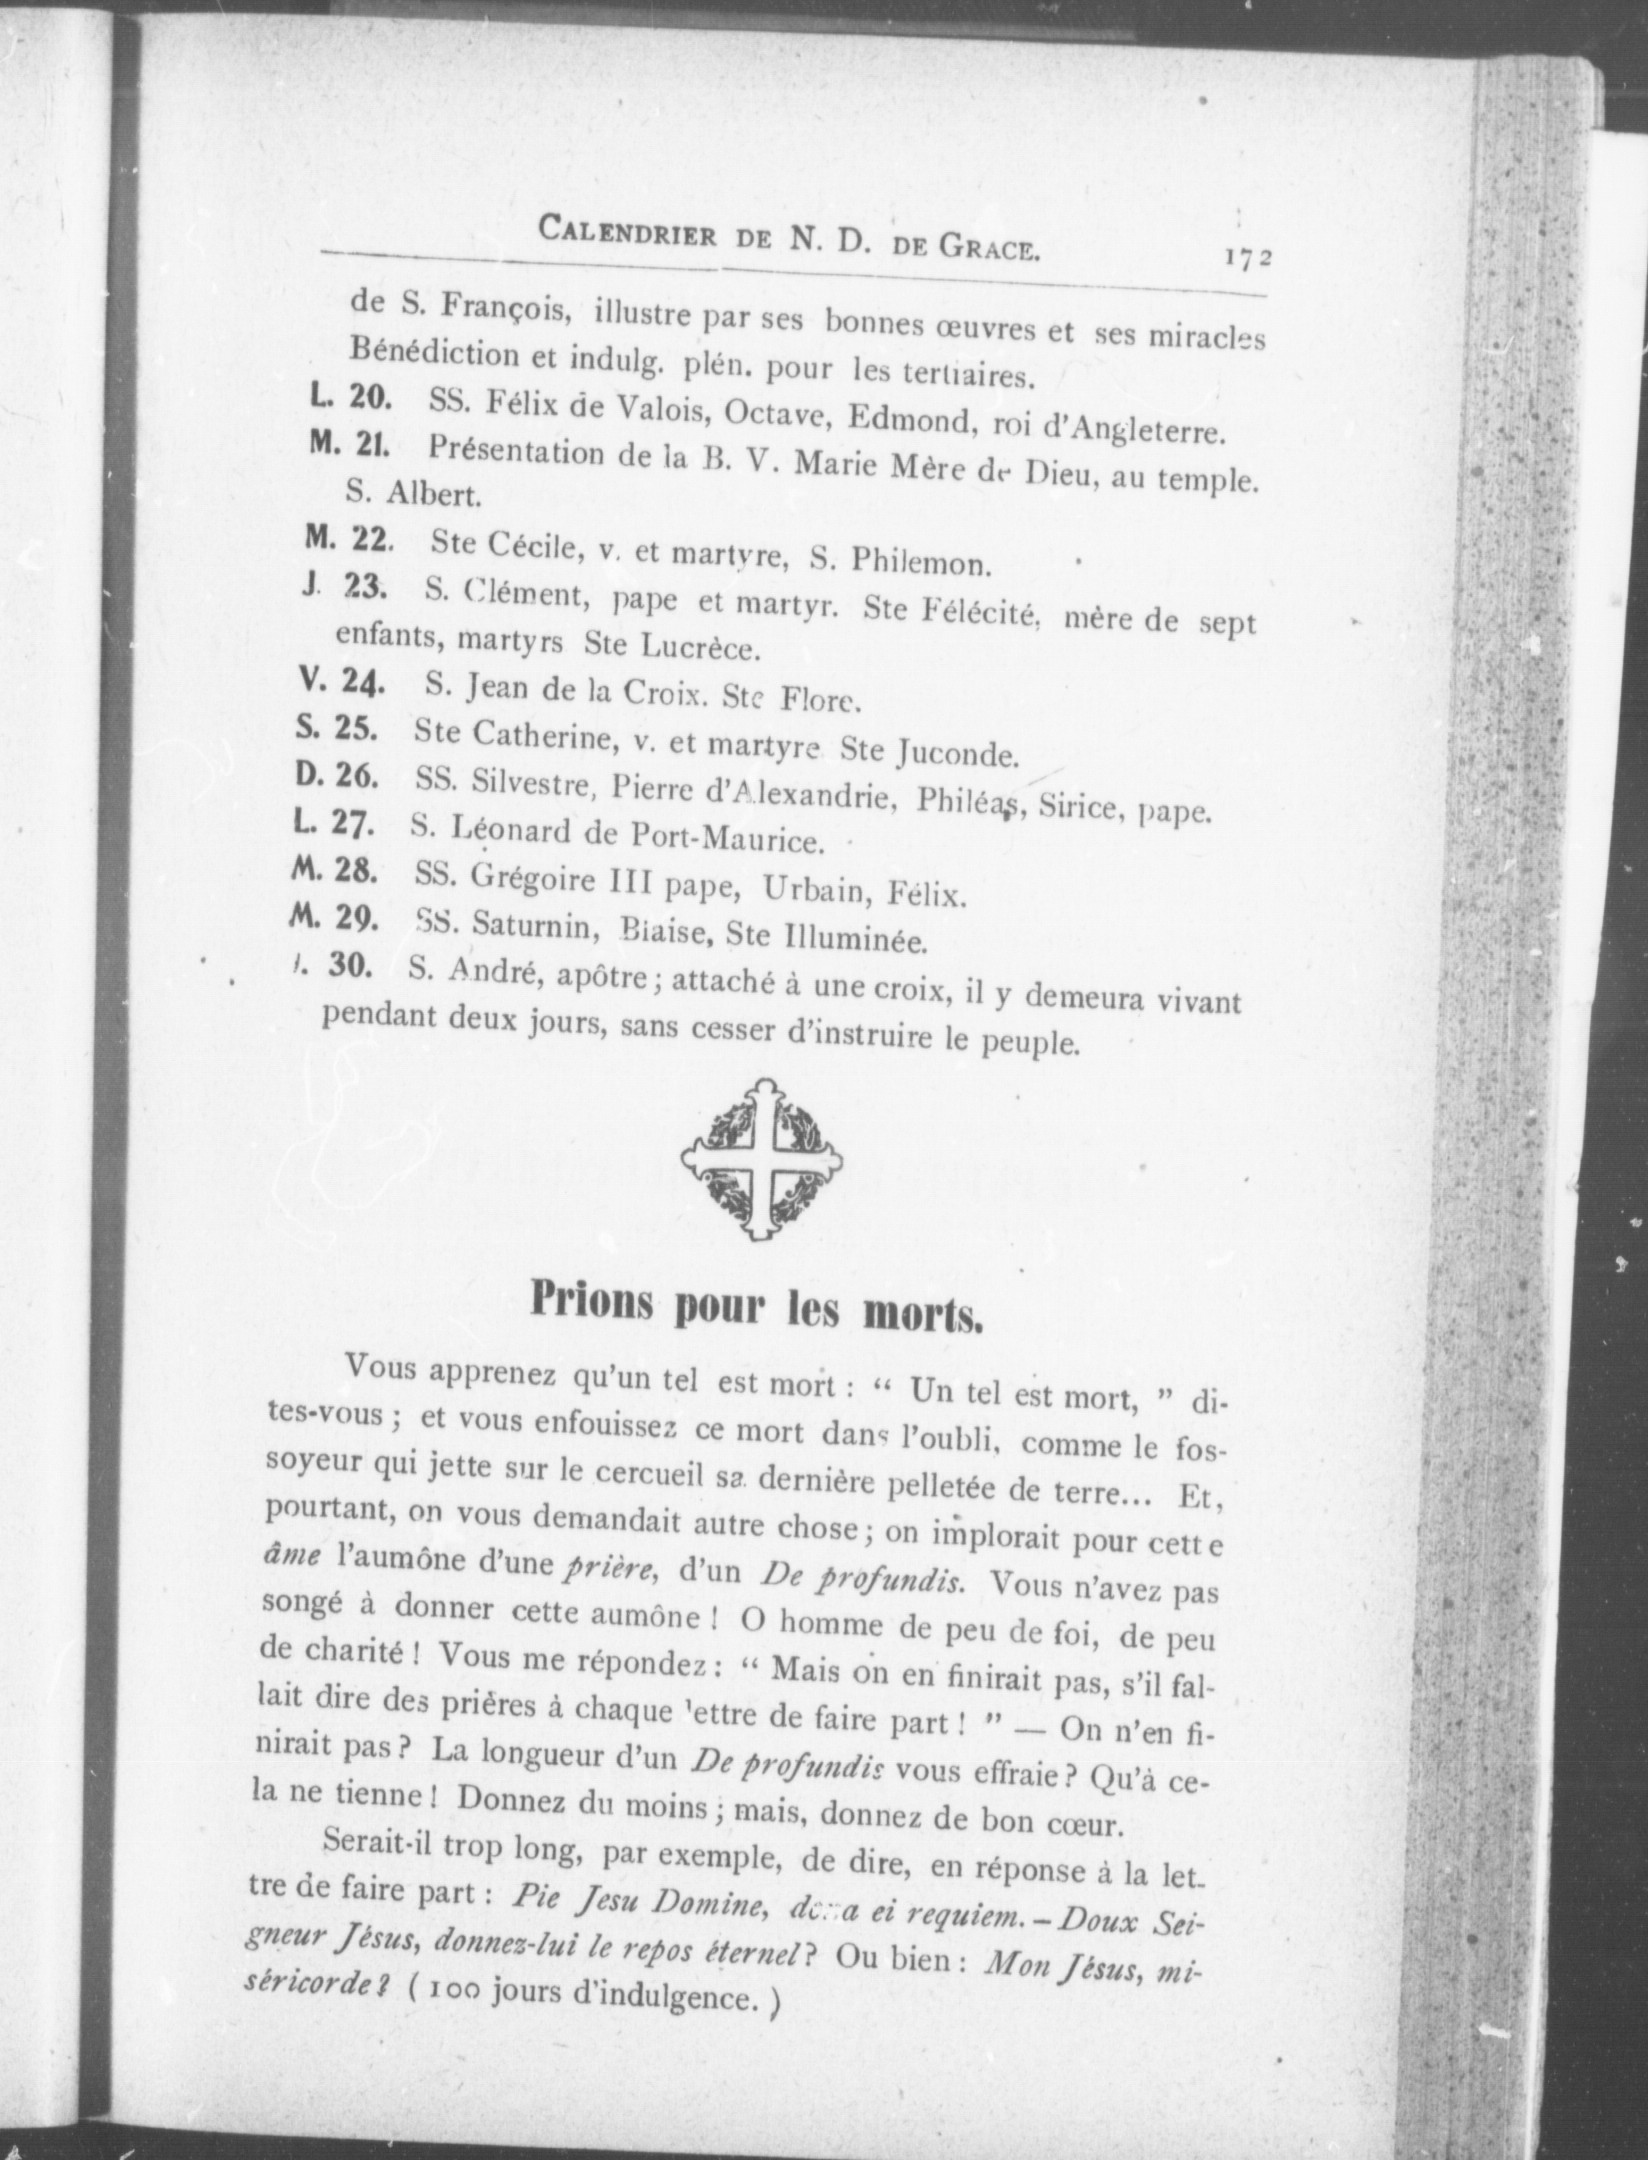 CALENDRIER DE N. D. DE GRACE. 172
de S. François, illustre par ses bonnes œuvres et ses miracles
Bénédiction et indulg. plén. pour les tertiaires.
L. 20. SS. Félix de Valois, Octave, Edmond, roi d'Angleterre.
M. 21. Présentation de la B. V. Marie Mère de Dieu, au temple.
S. Albert.
M. 22. Ste Cécile, v. et martyre, S. Philemon.
J. 23. S. Clément, pape et martyr. Ste Félécité, mère de sept
enfants, martyrs Ste Lucrèce.
V. 24. S. Jean de la Croix. Ste Flore.
S. 25. Ste Catherine, v. et martyre Ste Juconde.
D. 26. SS. Silvestre, Pierre d'Alexandrie, Philéas, Sirice, pape.
L. 27. S. Léonard de Port-Maurice.
M. 28. SS. Grégoire III pape, Urbain, Félix.
M. 29. SS. Saturnin, Blaise, Ste Illuminée.
J. 30. S. André, apôtre ; attaché à une croix, il y demeura vivant
pendant deux jours, sans cesser d'instruire le peuple.
Prions pour les morts.
Vous apprenez qu'un tel est mort : “ Un tel est mort, ” di-
tes-vous ; et vous enfouissez ce mort dans l'oubli, comme le fos-
soyeur qui jette sur le cercueil sa dernière pelletée de terre... Et,
pourtant, on vous demandait autre chose ; on implorait pour cette
âme l'aumône d'une prière, d'un De profundis. Vous n'avez pas
songé à donner cette aumône ! O homme de peu de foi, de peu
de charité ! Vous me répondez : “ Mais on en finirait pas, s'il fal-
lait dire des prières à chaque lettre de faire part ! ” — On n'en fi-
nirait pas ? La longueur d'un De profundis vous effraie ? Qu'à ce-
la ne tienne ! Donnez du moins ; mais, donnez de bon cœur.
Serait-il trop long, par exemple, de dire, en réponse à la let-
tre de faire part : Pie Jesu Domine, dona ei requiem. — Doux Sei-
gneur Jésus, donnez-lui le repos éternel ? Ou bien : Mon Jésus, mi-
séricorde ? ( 100 jours d'indulgence. )